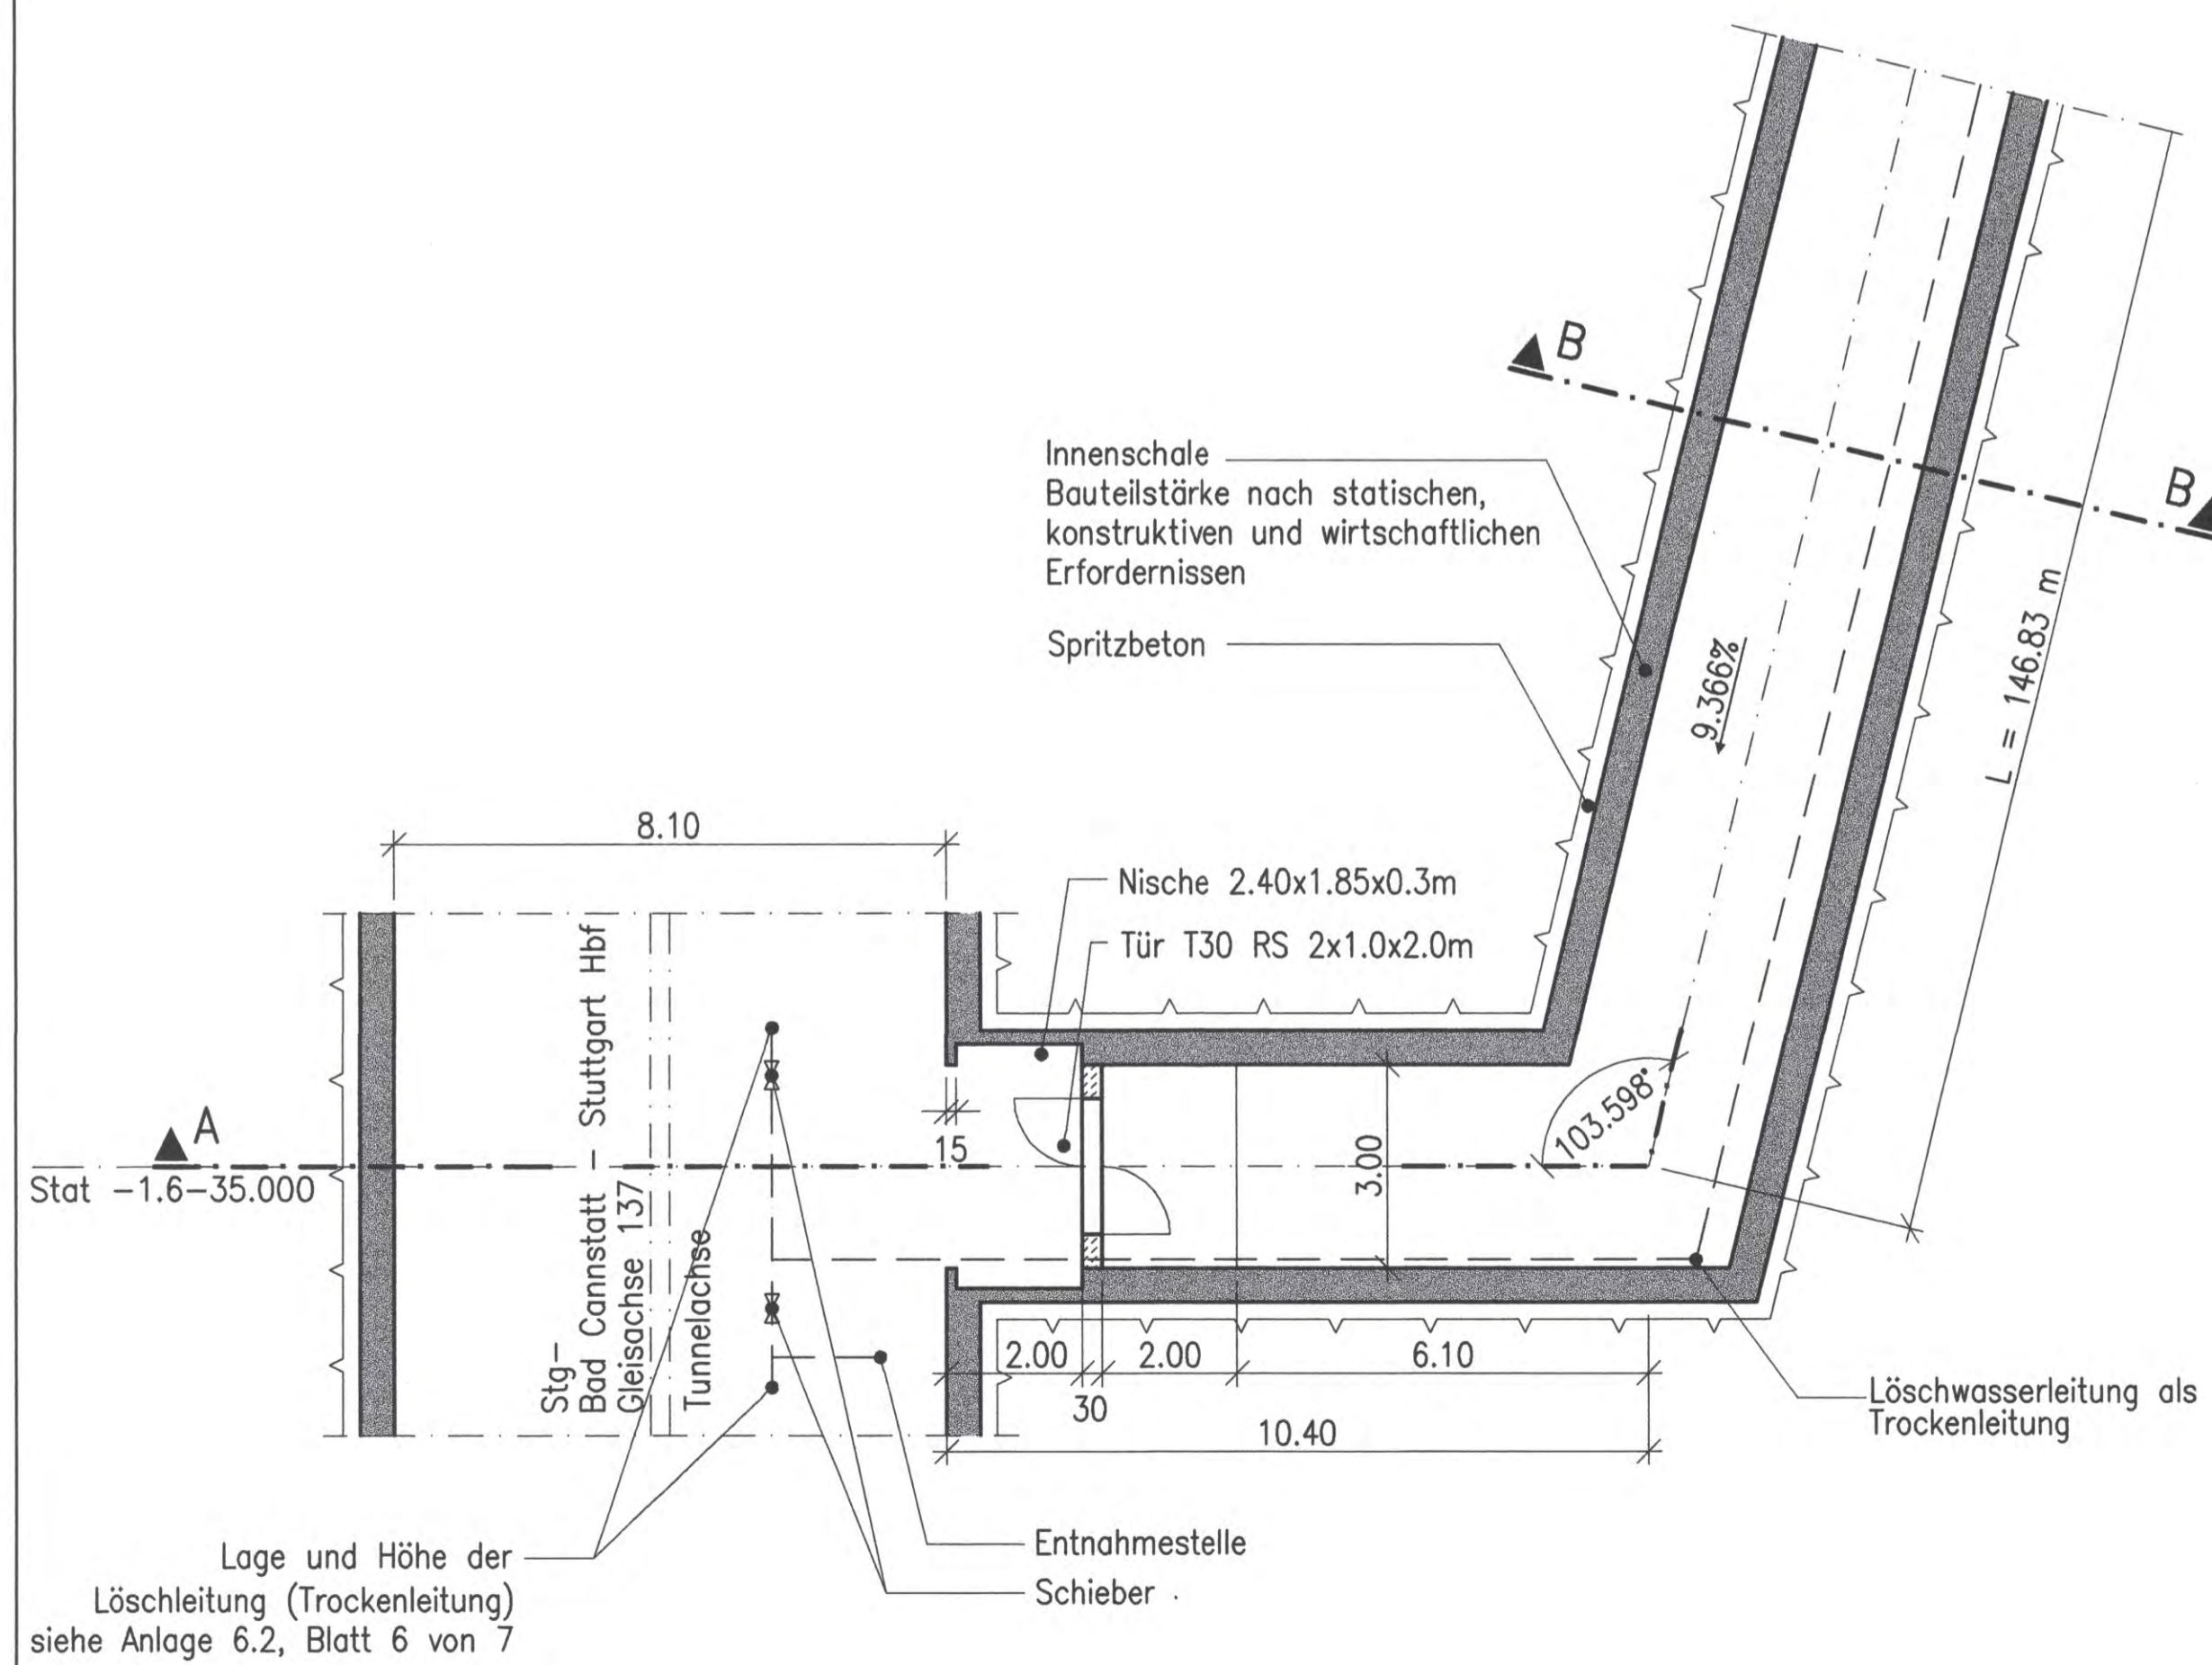 B
B
Innenschale
Bauteilstärke nach statischen,
konstruktiven und wirtschaftlichen
Erfordernissen
Spritzbeton
9.366%
L = 146.83 m
8.10
Nische 2.40x1.85x0.3m
Tür T30 RS 2x1.0x2.0m
A
Stat -1.6-35.000
Stg-
Bad Cannstatt - Stuttgart Hbf
Gleisachse 137
Tunnelachse
15
3.00
103.598°
2.00
2.00
6.10
30
10.40
Löschwasserleitung als
Trockenleitung
Entnahmestelle
Schieber
Lage und Höhe der
Löschleitung (Trockenleitung)
siehe Anlage 6.2, Blatt 6 von 7